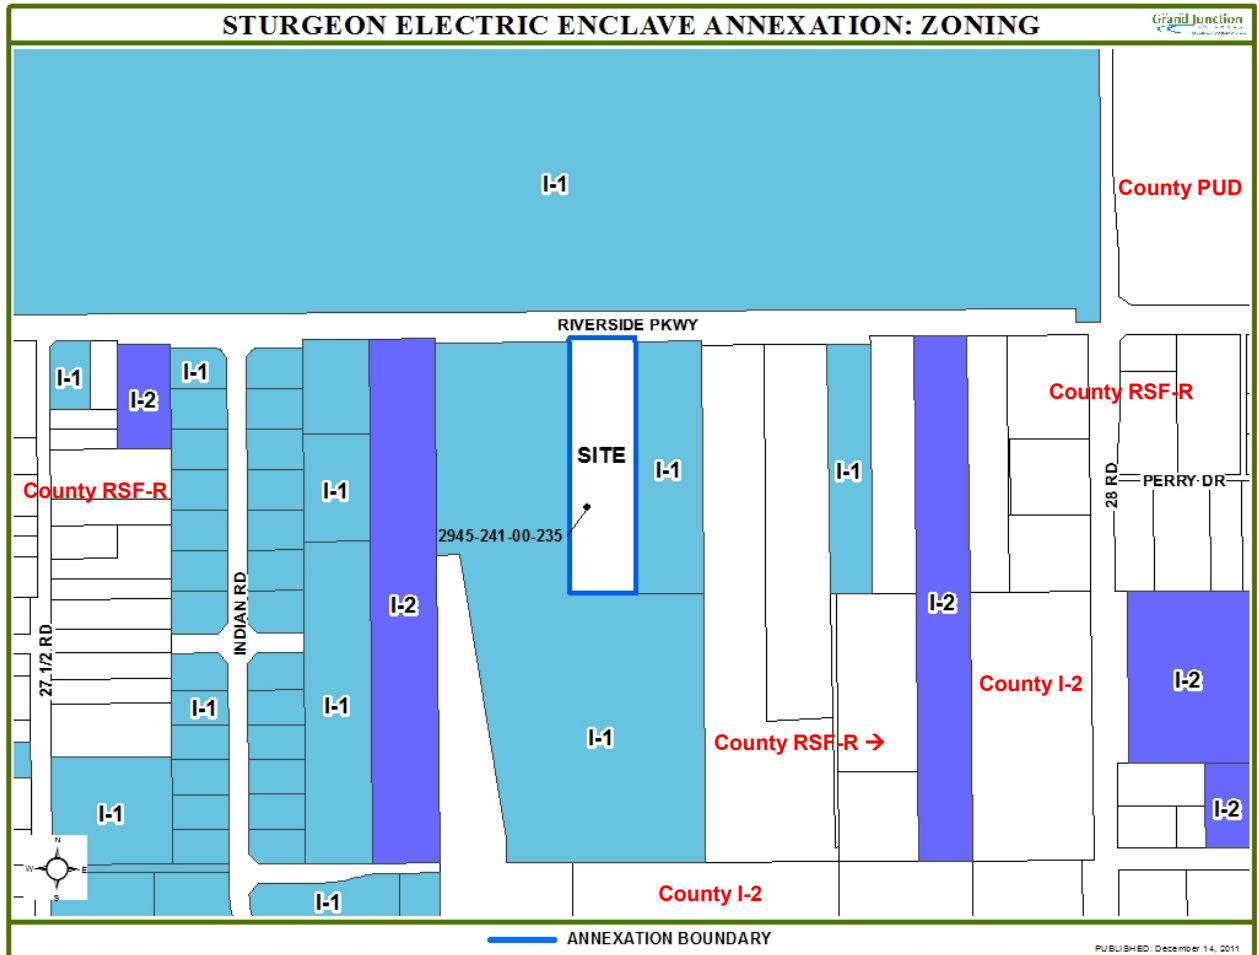 STURGEON ELECTRIC ENCLAVE ANNEXATION: ZONING
Grand Junction
I-1
County PUD
RIVERSIDE PKWY
I-1
I-2
I-1
County RSF-R
SITE
I-1
I-1
PERRY DR
28 RD
County RSF-R
I-1
2945-241-00-235
I-2
I-2
INDIAN RD
27 1/2 RD
County I-2
I-2
I-1
I-1
I-1
County RSF-R →
I-1
I-2
N
W
E
S
County I-2
I-1
ANNEXATION BOUNDARY
PUBLISHED: December 14, 2011